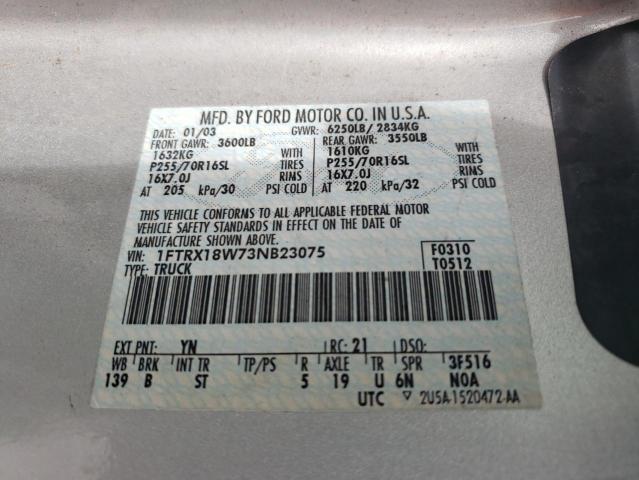 MFD. BY FORD MOTOR CO. IN U.S.A.
DATE: 01/03 GVWR: 6250LB/ 2834KG
FRONT GAWR: 3600LB REAR GAWR: 3550LB
1632KG WITH 1610KG WITH
P255/70R16SL TIRES P255/70R16SL TIRES
16X7.0J RINS 16X7.0J RINS
AT 205 kPa/30 PSI COLD AT 220 kPa/32 PSI COLD
THIS VEHICLE CONFORMS TO ALL APPLICABLE FEDERAL MOTOR
VEHICLE SAFETY STANDARDS IN EFFECT ON THE DATE OF
MANUFACTURE SHOWN ABOVE.
VIN: 1FTRX18W73NB23075 F0310
TYPE: TRUCK T0512
EXT PNT: YN RC: 21 DSO:
WB BRK INT TR TP/PS R AXLE TR SPR 3F516
139 B ST 5 19 U 6N NOA
UTC ▽ 2U5A-1520472-AA